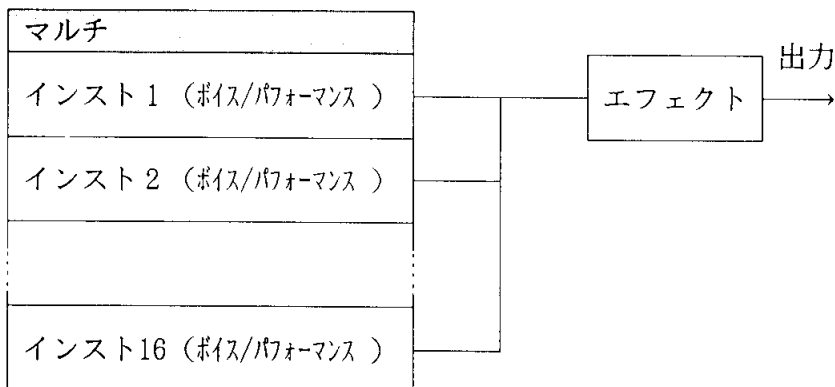 マルチ
インスト1 (ボイス/パフォーマンス )
エフェクト
出力
インスト2 (ボイス/パフォーマンス )
インスト16 (ボイス/パフォーマンス )